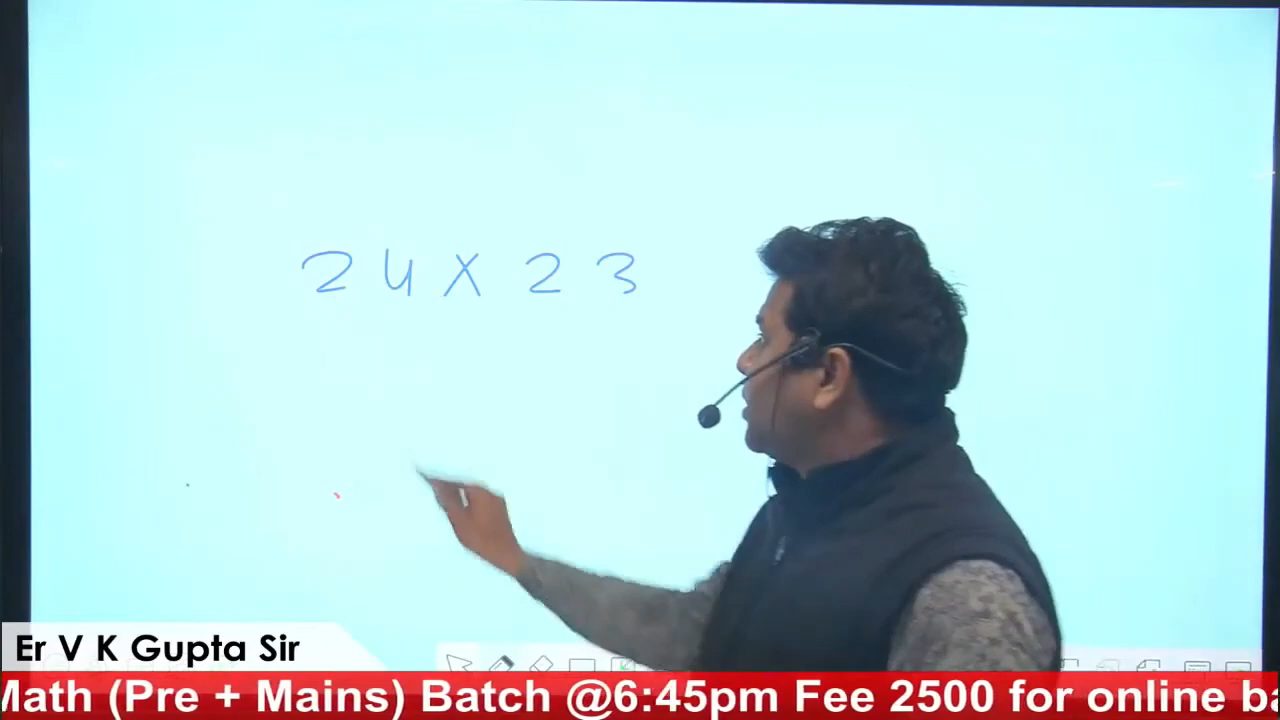 24 X 23
Er V K Gupta Sir
Math (Pre + Mains) Batch @6:45pm Fee 2500 for online ba